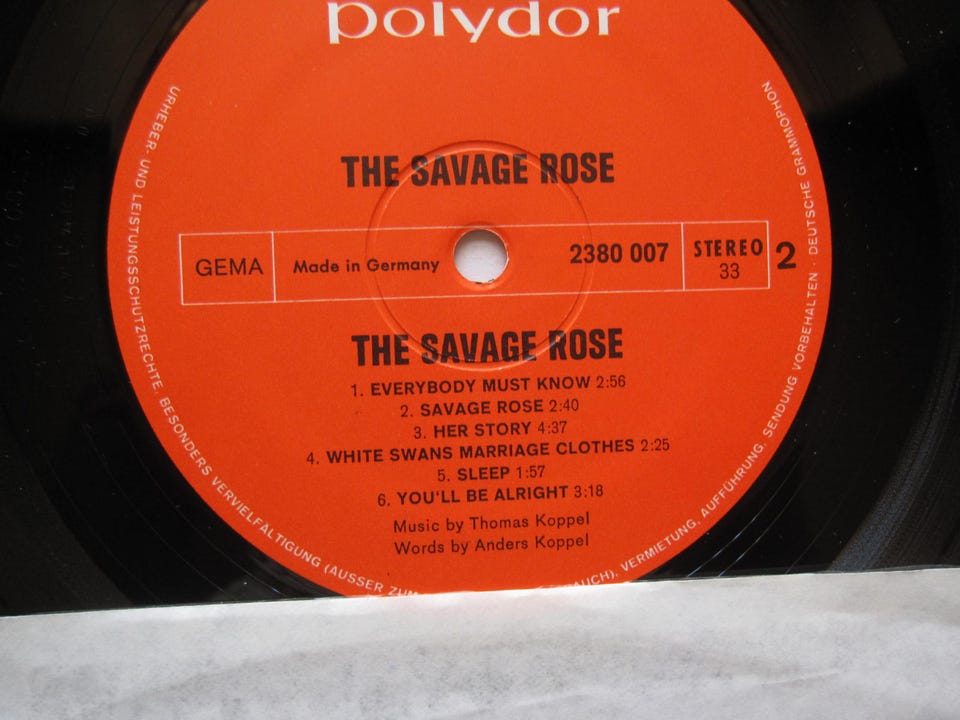 polydor
THE SAVAGE ROSE
GEMA
Made in Germany
2380 007
STEREO
33
2
THE SAVAGE ROSE
1. EVERYBODY MUST KNOW 2:56
2. SAVAGE ROSE 2:40
3. HER STORY 4:37
4. WHITE SWANS MARRIAGE CLOTHES 2:25
5. SLEEP 1:57
6. YOU'LL BE ALRIGHT 3:18
Music by Thomas Koppel
Words by Anders Koppel
URHEBER- UND LEISTUNGSSCHUTZRECHTE, BESONDERS VERVIELFÄLTIGUNG (AUSSER ZUM
AUCH), VERMIETUNG, AUFFÜHRUNG, SENDUNG VORBEHALTEN · DEUTSCHE GRAMMOPHON